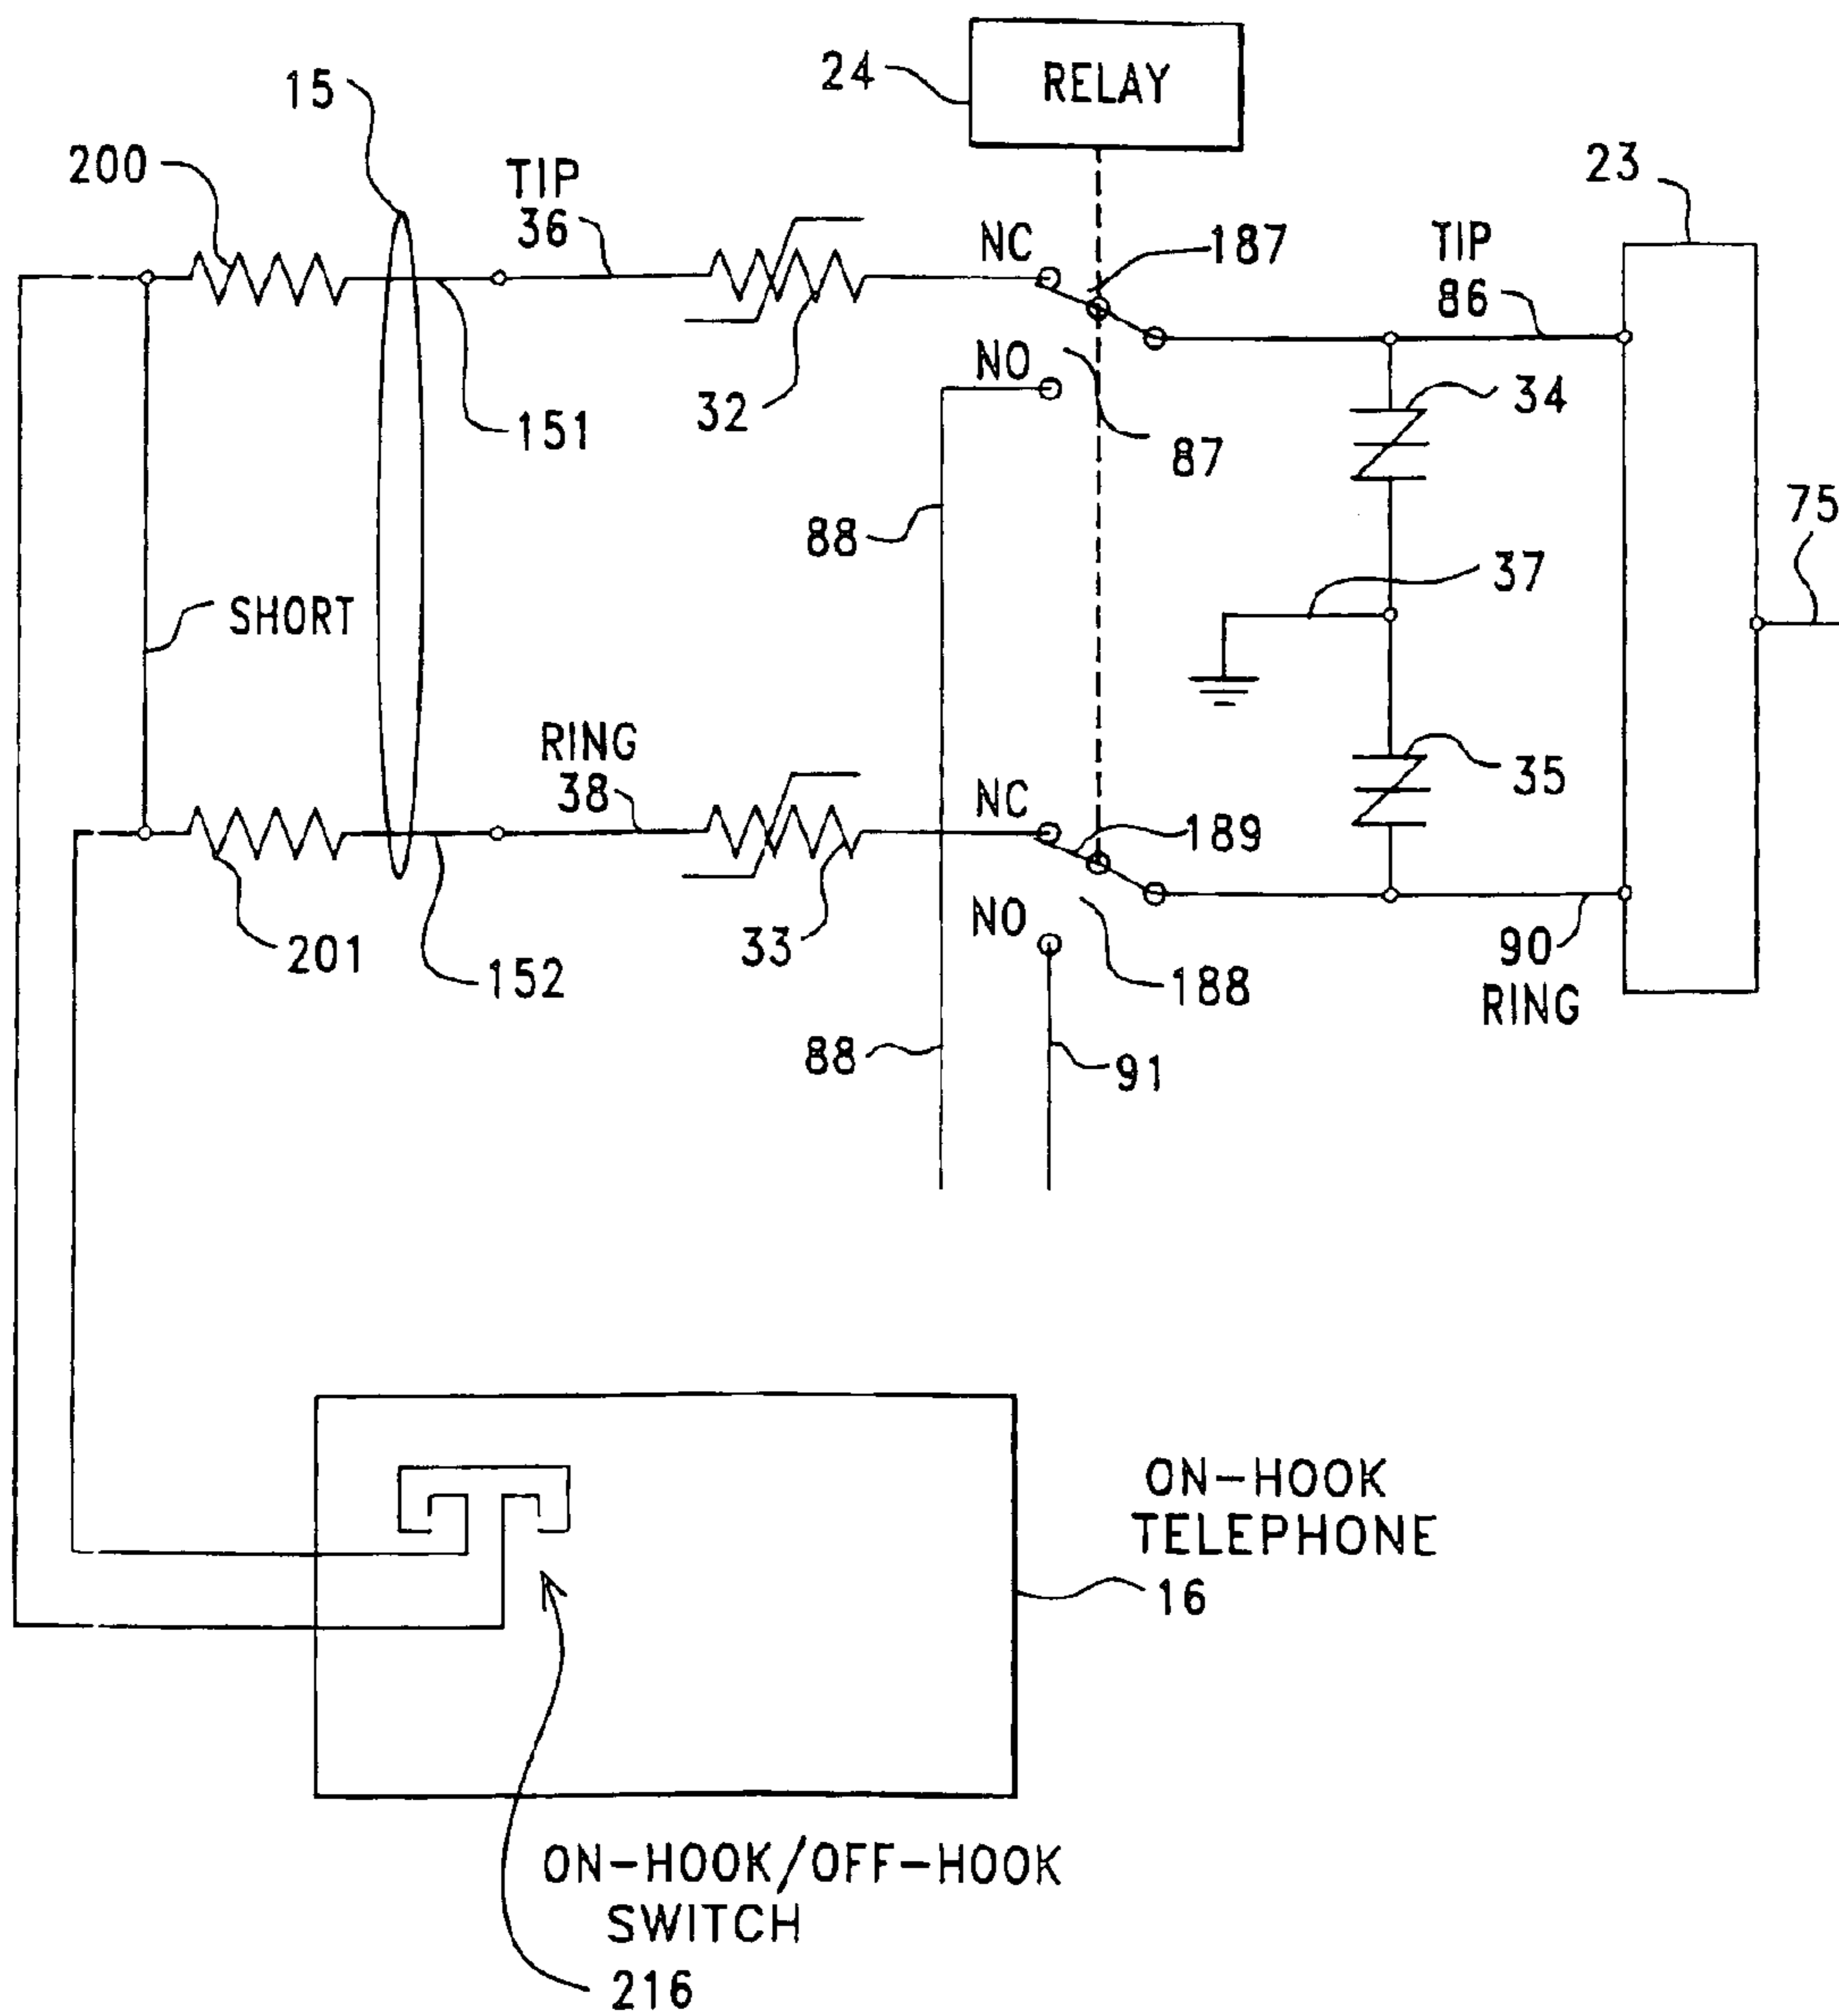 24
RELAY
15
23
200
TIP
36
NC
187
TIP
86
NO
34
32
151
87
75
88
37
SHORT
RING
38
NC
35
189
NO
33
201
152
188
90
RING
88
91
ON-HOOK
TELEPHONE
16
ON-HOOK/OFF-HOOK
SWITCH
216